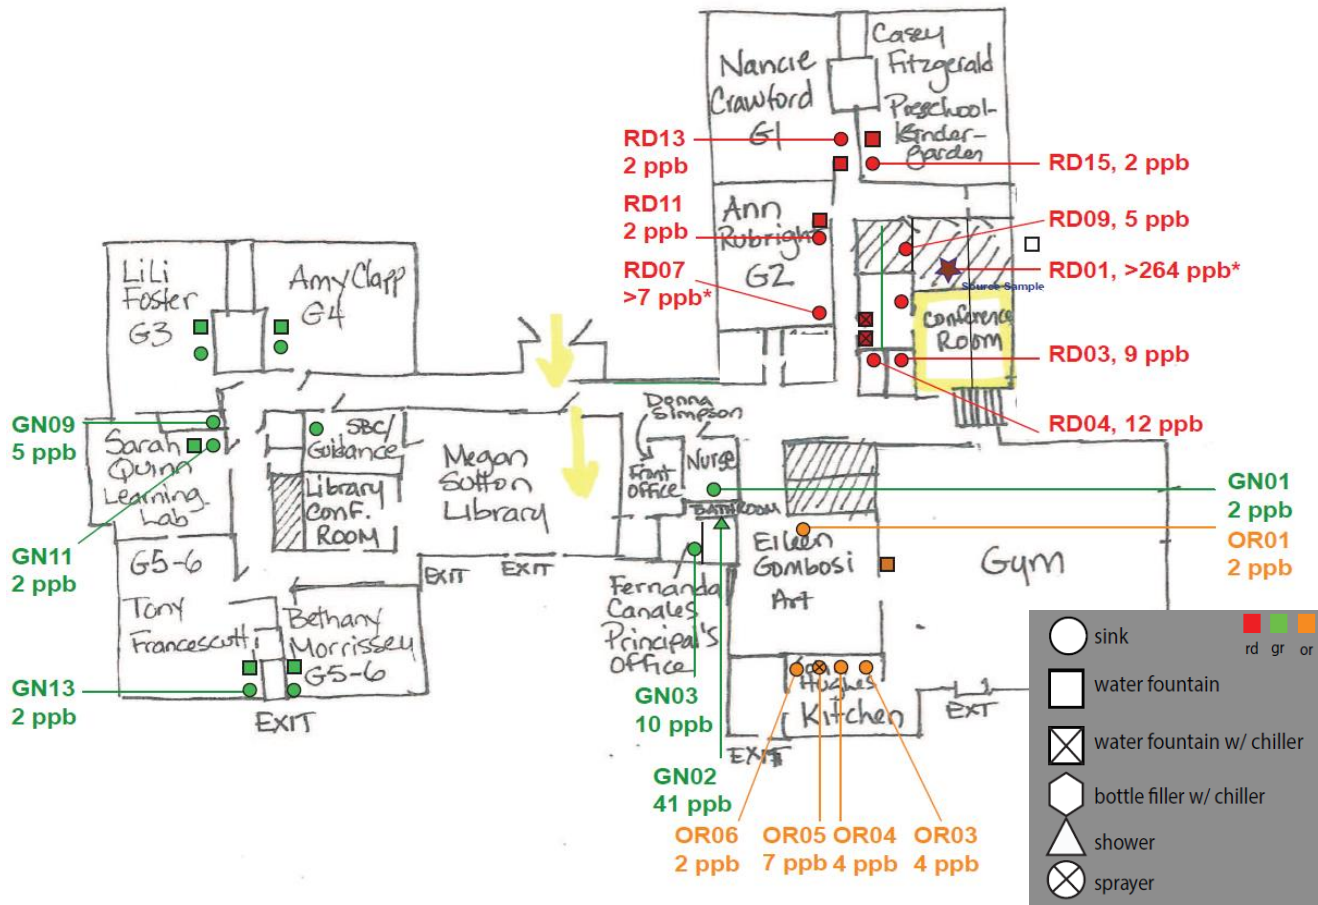 Nancie
Crawford
G1
Casey
Fitzgerald
Preschool-
kinder-
garden
RD13
2 ppb
RD15, 2 ppb
RD11
2 ppb
Ann
Rubright
G2
RD09, 5 ppb
RD07
>7 ppb*
RD01, >264 ppb*
Source Sample
Conference
Room
RD03, 9 ppb
RD04, 12 ppb
LiLi
Foster
G3
Amy Clapp
G4
GN09
5 ppb
Sarah
Quinn
Learning
Lab
SBC/
Guidance
Library
Conf.
ROOM
Megan
Sutton
Library
Donna
Simpson
Front
office
Nurse
BATHROOM
GN01
2 ppb
OR01
2 ppb
GN11
2 ppb
G5-6
Eileen
Gombosi
Art
Gym
EXIT
EXIT
Tony
Francescutti
Bethany
Morrissey
G5-6
Fernanda
Canales
Principal's
Office
GN13
2 ppb
EXIT
GN03
10 ppb
Hughes
Kitchen
EXT
EXIT
GN02
41 ppb
OR06
2 ppb
OR05
7 ppb
OR04
4 ppb
OR03
4 ppb
sink
rd gr or
water fountain
water fountain w/ chiller
bottle filler w/ chiller
shower
sprayer